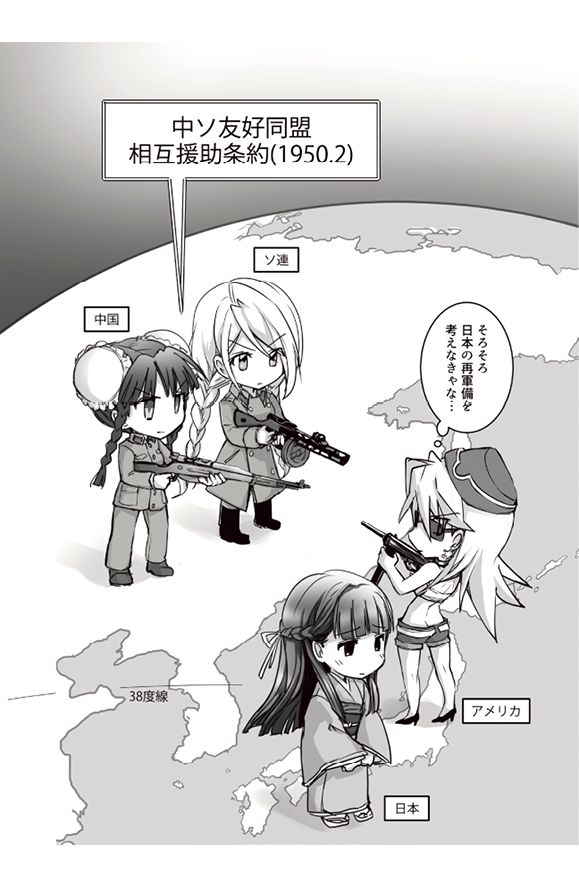 中ソ友好同盟
相互援助条約(1950.2)
ソ連
中国
そろそろ
日本の再軍備を
考えなきゃな…
38度線
アメリカ
日本